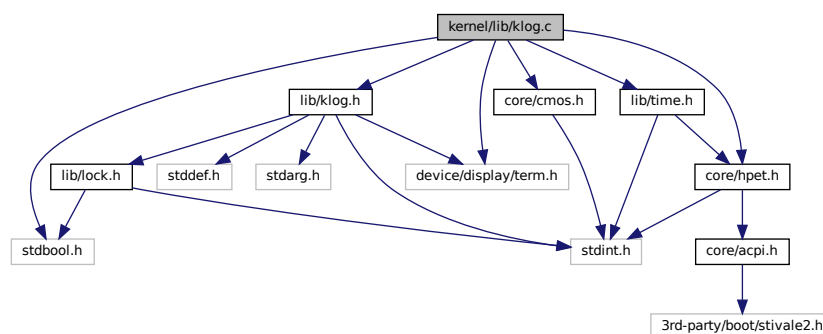 kernel/lib/klog.c
lib/klog.h
core/cmos.h
lib/time.h
lib/lock.h
stddef.h
stdarg.h
device/display/term.h
core/hpet.h
stdbool.h
stdint.h
core/acpi.h
3rd-party/boot/stivale2.h